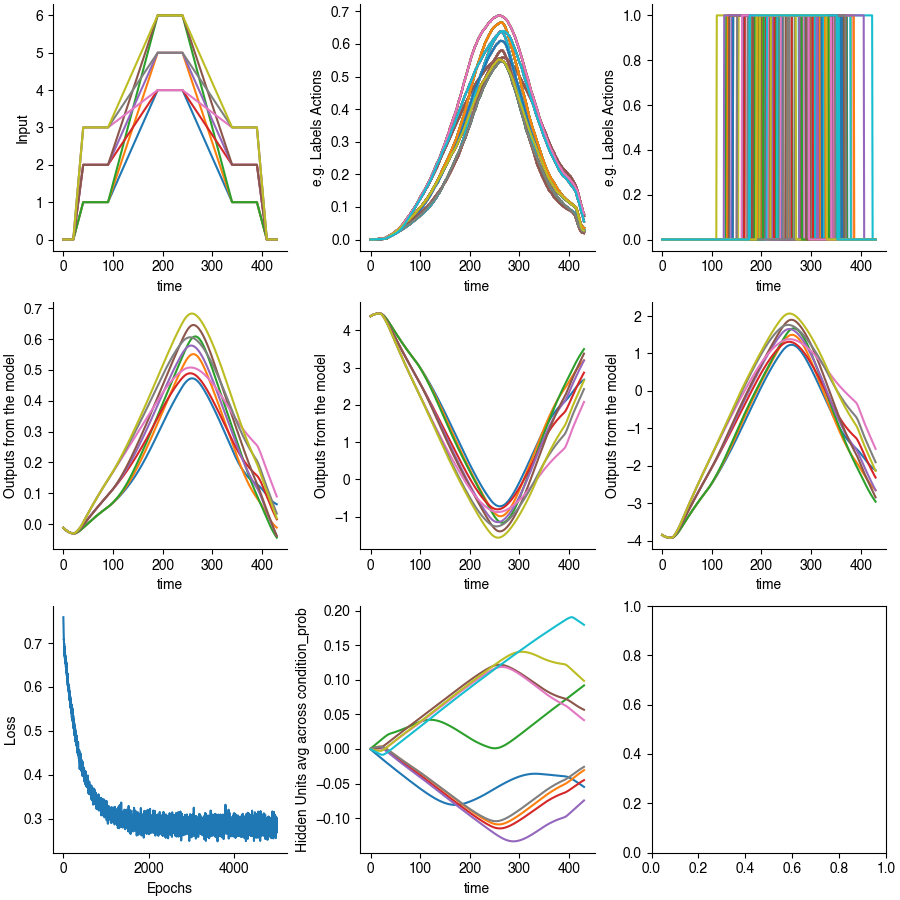 6
5
4
3
2
1
0
Input
0 100 200 300 400
time
0.7
0.6
0.5
0.4
0.3
0.2
0.1
0.0
e.g. Labels Actions
0 100 200 300 400
time
1.0
0.8
0.6
0.4
0.2
0.0
e.g. Labels Actions
0 100 200 300 400
time
0.7
0.6
0.5
0.4
0.3
0.2
0.1
0.0
Outputs from the model
0 100 200 300 400
time
4
3
2
1
0
−1
Outputs from the model
0 100 200 300 400
time
2
1
0
−1
−2
−3
−4
Outputs from the model
0 100 200 300 400
time
0.7
0.6
0.5
0.4
0.3
Loss
0 2000 4000
Epochs
0.20
0.15
0.10
0.05
0.00
−0.05
−0.10
Hidden Units avg across condition_prob
0 100 200 300 400
time
1.0
0.8
0.6
0.4
0.2
0.0
0.0 0.2 0.4 0.6 0.8 1.0